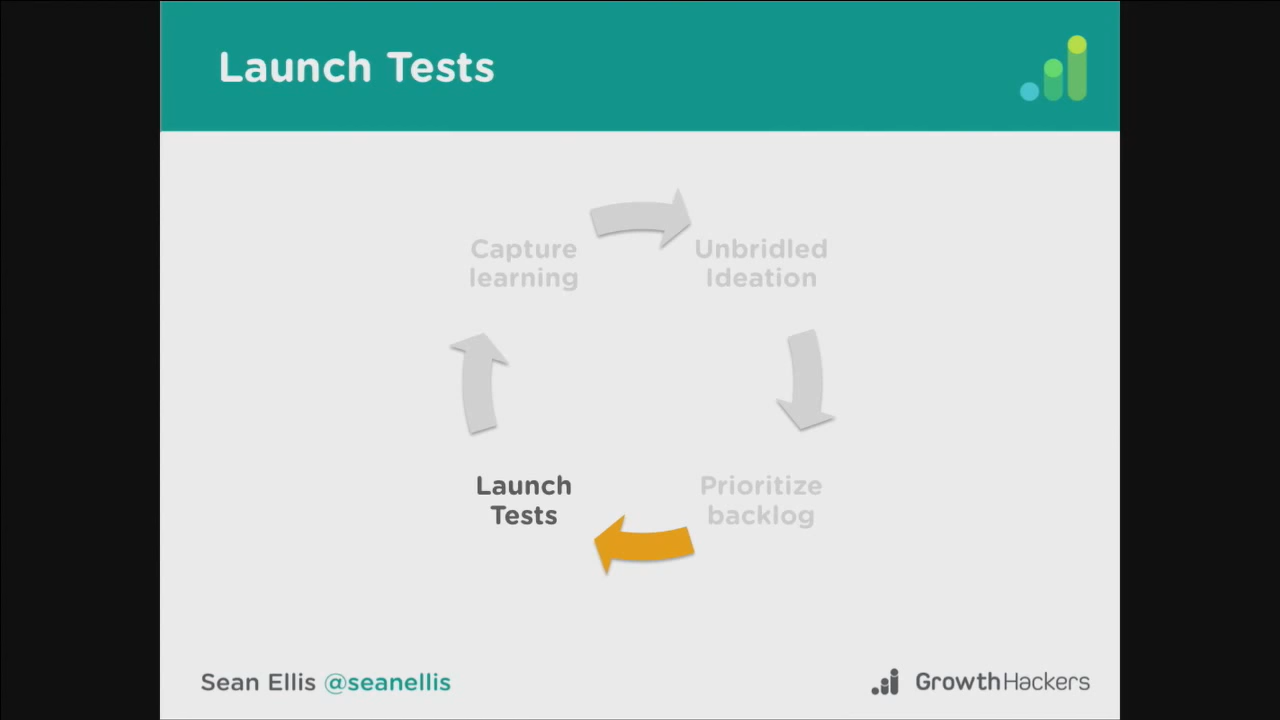 Launch Tests
Capture
learning
Unbridled
Ideation
Launch
Tests
Prioritize
backlog
Sean Ellis @seanellis
GrowthHackers